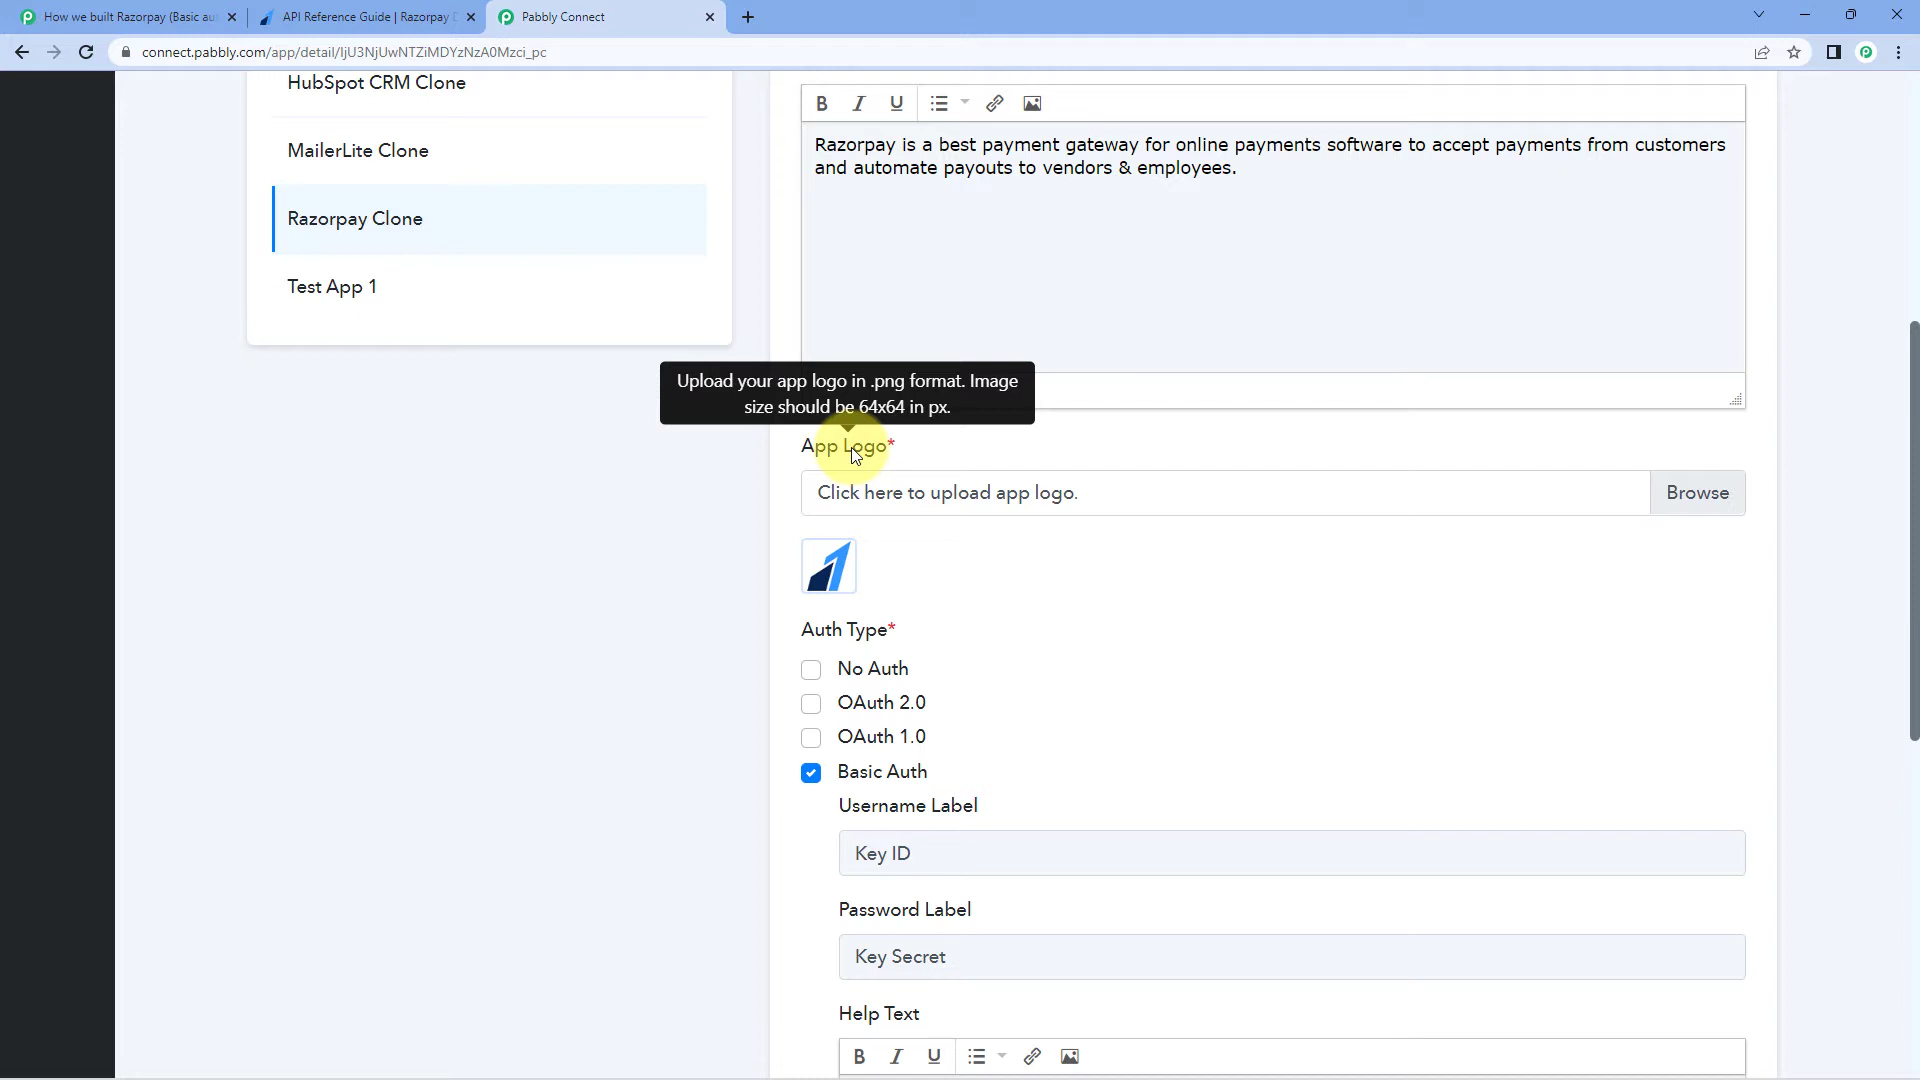 How we built Razorpay (Basic au
API Reference Guide | Razorpay D
Pabbly Connect
connect.pabbly.com/app/detail/IjU3NjUwNTZiMDYzNzA0Mzci_pc
HubSpot CRM Clone
MailerLite Clone
Razorpay Clone
Test App 1
B I U
Razorpay is a best payment gateway for online payments software to accept payments from customers
and automate payouts to vendors & employees.
Upload your app logo in .png format. Image
size should be 64x64 in px.
App Logo*
Click here to upload app logo.
Browse
Auth Type*
No Auth
OAuth 2.0
OAuth 1.0
Basic Auth
Username Label
Key ID
Password Label
Key Secret
Help Text
B I U